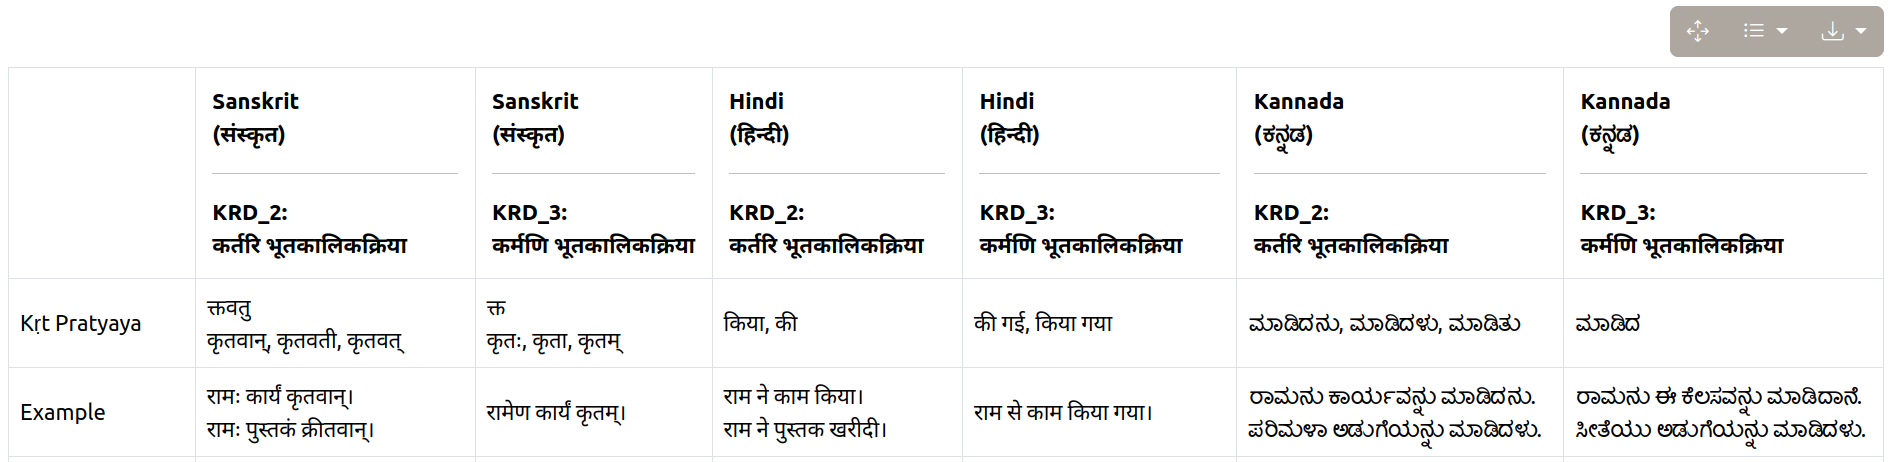 Sanskrit
(संस्कृत)
KRD_2:
कर्तरि भूतकालिकक्रिया
Sanskrit
(संस्कृत)
KRD_3:
कर्मणि भूतकालिकक्रिया
Hindi
(हिन्दी)
KRD_2:
कर्तरि भूतकालिकक्रिया
Hindi
(हिन्दी)
KRD_3:
कर्मणि भूतकालिकक्रिया
Kannada
(ಕನ್ನಡ)
KRD_2:
कर्तरि भूतकालिकक्रिया
Kannada
(ಕನ್ನಡ)
KRD_3:
कर्मणि भूतकालिकक्रिया
Kṛt Pratyaya
क्तवतु
कृतवान्, कृतवती, कृतवत्
क्त
कृतः, कृता, कृतम्
किया, की
की गई, किया गया
ಮಾಡಿದನು, ಮಾಡಿದಳು, ಮಾಡಿತು
ಮಾಡಿದ
Example
रामः कार्यं कृतवान्।
रामः पुस्तकं क्रीतवान्।
रामेण कार्यं कृतम्।
राम ने काम किया।
राम ने पुस्तक खरीदी।
राम से काम किया गया।
ರಾಮನು ಕಾರ್ಯವನ್ನು ಮಾಡಿದನು.
ಪರಿಮಳಾ ಅಡುಗೆಯನ್ನು ಮಾಡಿದಳು.
ರಾಮನು ಈ ಕೆಲಸವನ್ನು ಮಾಡಿದಾನೆ.
ಸೀತೆಯು ಅಡುಗೆಯನ್ನು ಮಾಡಿದಳು.